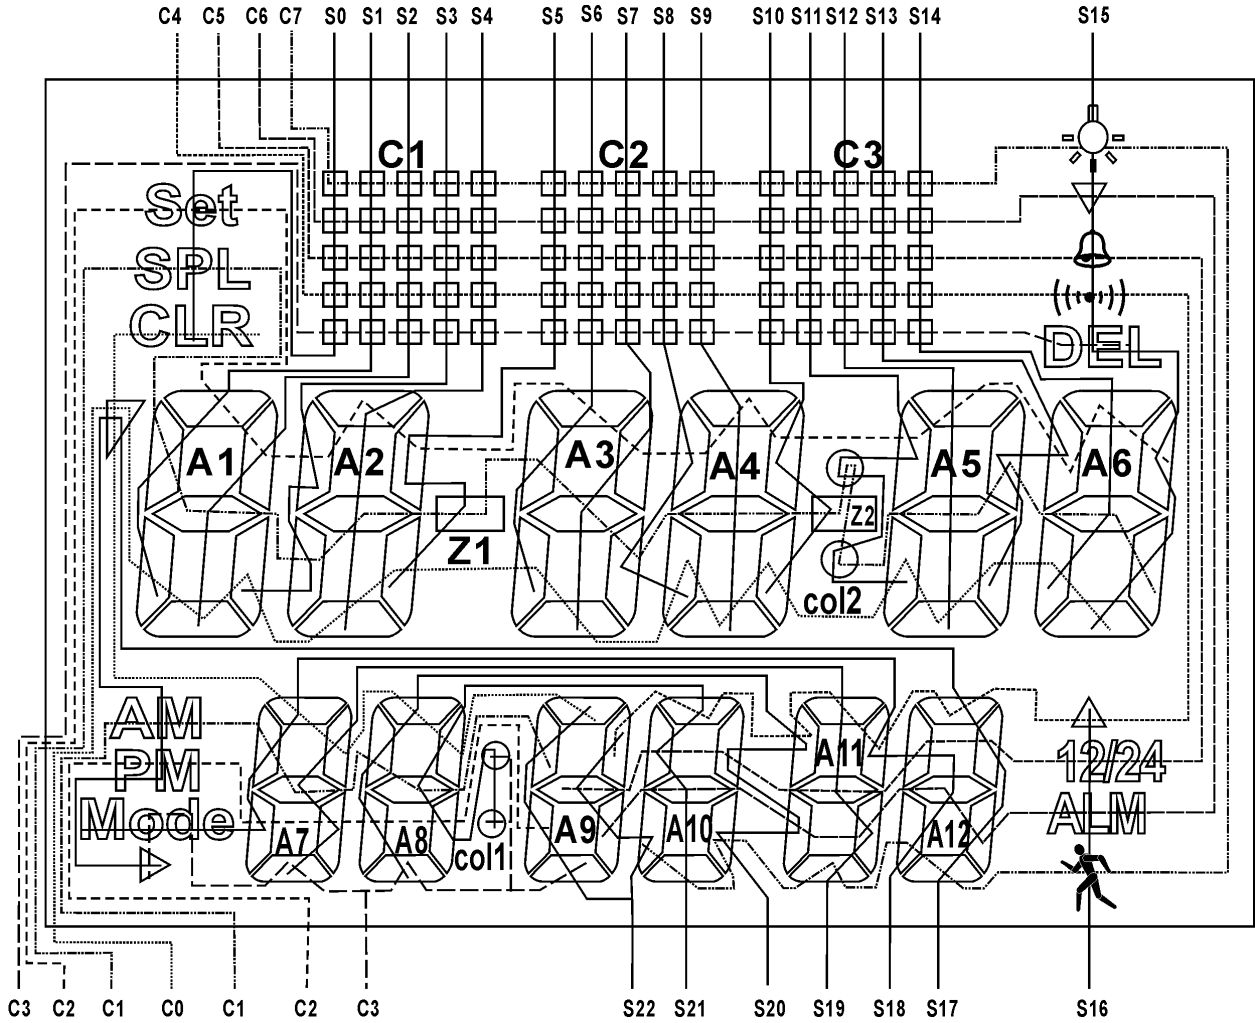 C4 C5 C6 C7 S0 S1 S2 S3 S4 S5 S6 S7 S8 S9 S10 S11 S12 S13 S14 S15
C1 C2 C3
Set
SPL
CLR
DEL
A1 A2 A3 A4 A5 A6
Z1 Z2
col2
AM
PM
Mode
12/24
ALM
A7 A8 col1 A9 A10 A11 A12
C3 C2 C1 C0 C1 C2 C3 S22 S21 S20 S19 S18 S17 S16